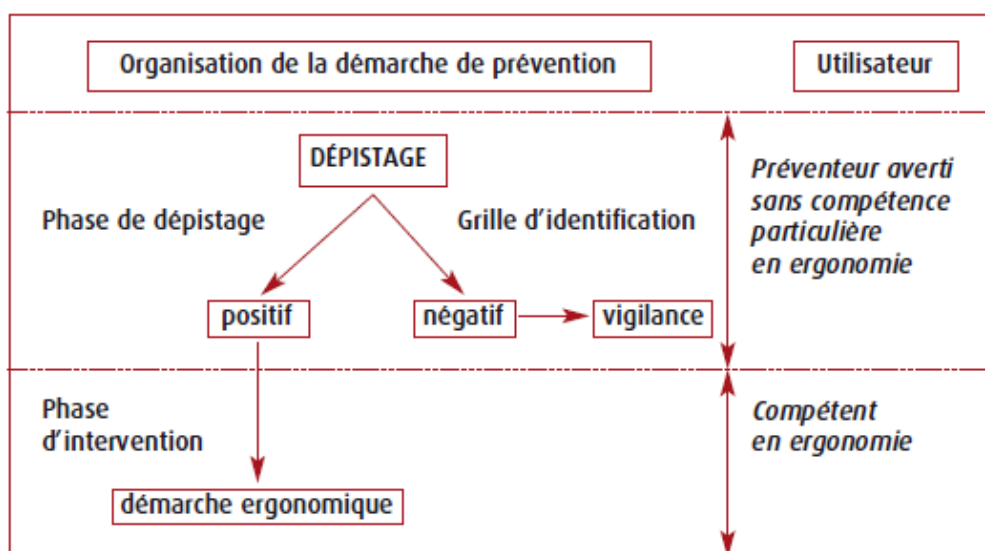 Organisation de la démarche de prévention
Utilisateur
DÉPISTAGE
Phase de dépistage
Grille d’identification
positif
négatif
vigilance
Préventeur averti
sans compétence
particulière
en ergonomie
Phase
d’intervention
démarche ergonomique
Compétent
en ergonomie